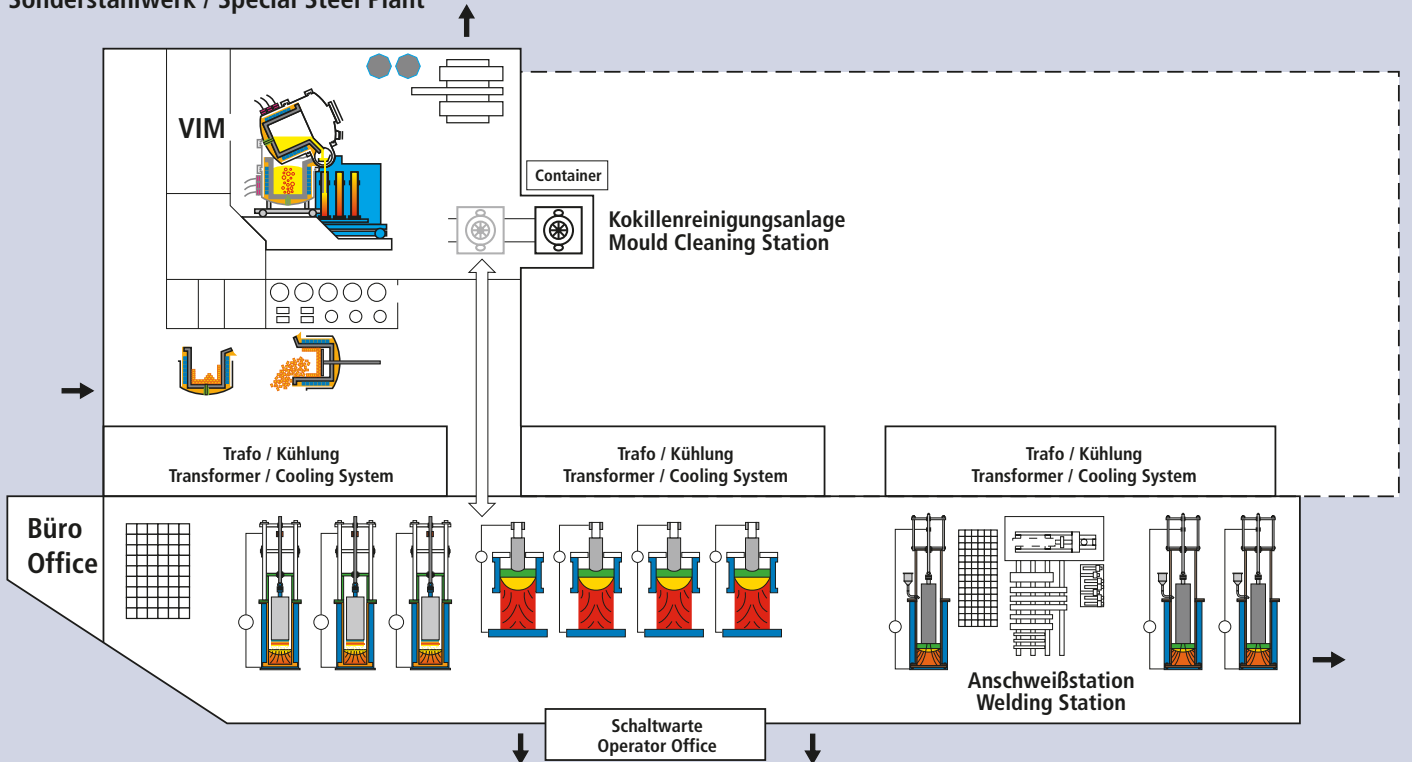 Sonderstahlwerk / Special Steel Plant
VIM
Container
Kokillenreinigungsanlage
Mould Cleaning Station
Trafo / Kühlung
Transformer / Cooling System
Trafo / Kühlung
Transformer / Cooling System
Trafo / Kühlung
Transformer / Cooling System
Büro
Office
Anschweißstation
Welding Station
Schaltwarte
Operator Office